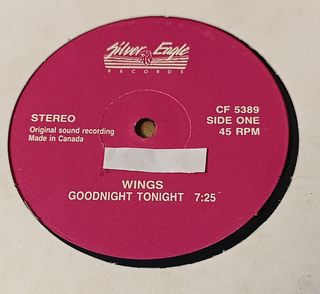 Silver Eagle
RECORDS
STEREO
Original sound recording
Made in Canada
CF 5389
SIDE ONE
45 RPM
WINGS
GOODNIGHT TONIGHT 7:25